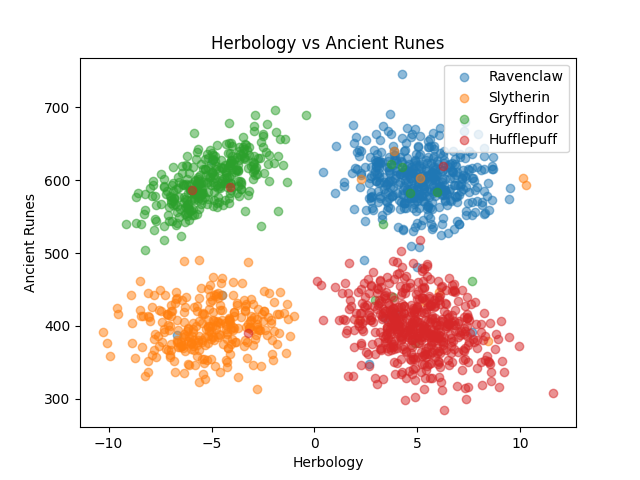 Herbology vs Ancient Runes
Ravenclaw
Slytherin
Gryffindor
Hufflepuff
Ancient Runes
700
600
500
400
300
−10
−5
0
5
10
Herbology